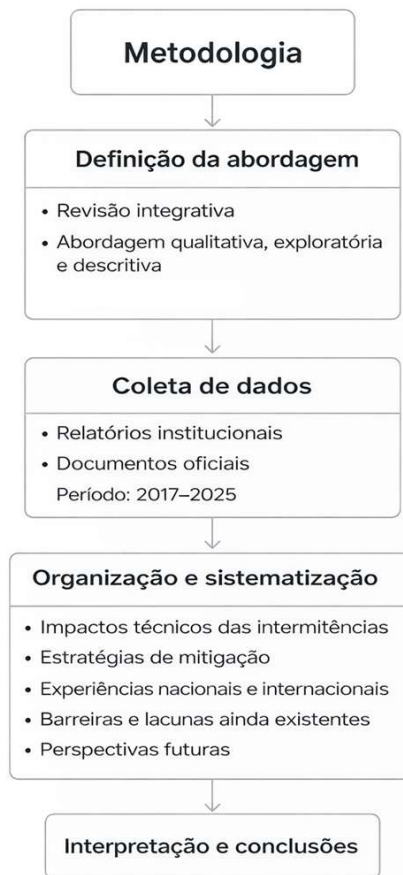 Metodologia
Definição da abordagem
• Revisão integrativa
• Abordagem qualitativa, exploratória
e descritiva
Coleta de dados
• Relatórios institucionais
• Documentos oficiais
Período: 2017–2025
Organização e sistematização
• Impactos técnicos das intermitências
• Estratégias de mitigação
• Experiências nacionais e internacionais
• Barreiras e lacunas ainda existentes
• Perspectivas futuras
Interpretação e conclusões